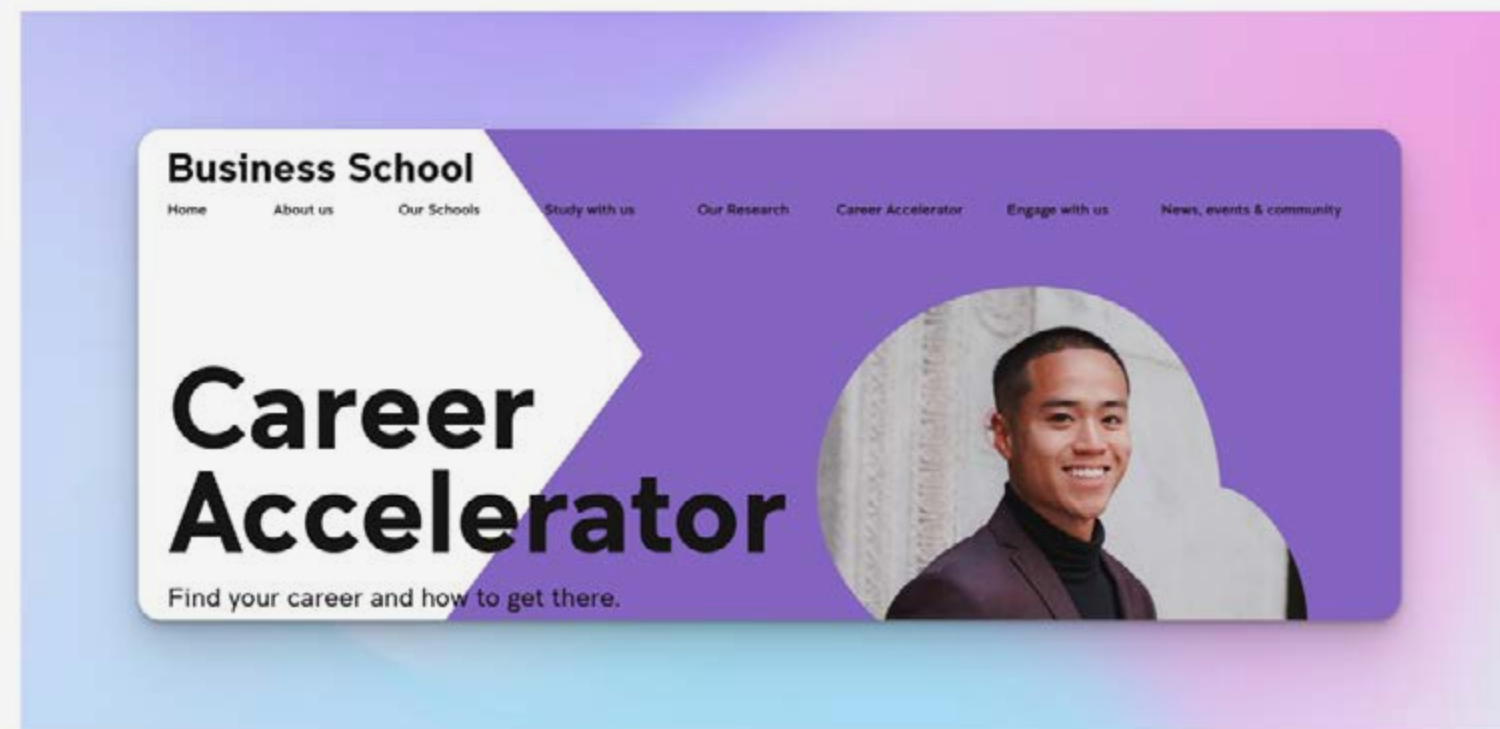 Business School
Home About us Our Schools Study with us Our Research Career Accelerator Engage with us News, events & community
Career
Accelerator
Find your career and how to get there.